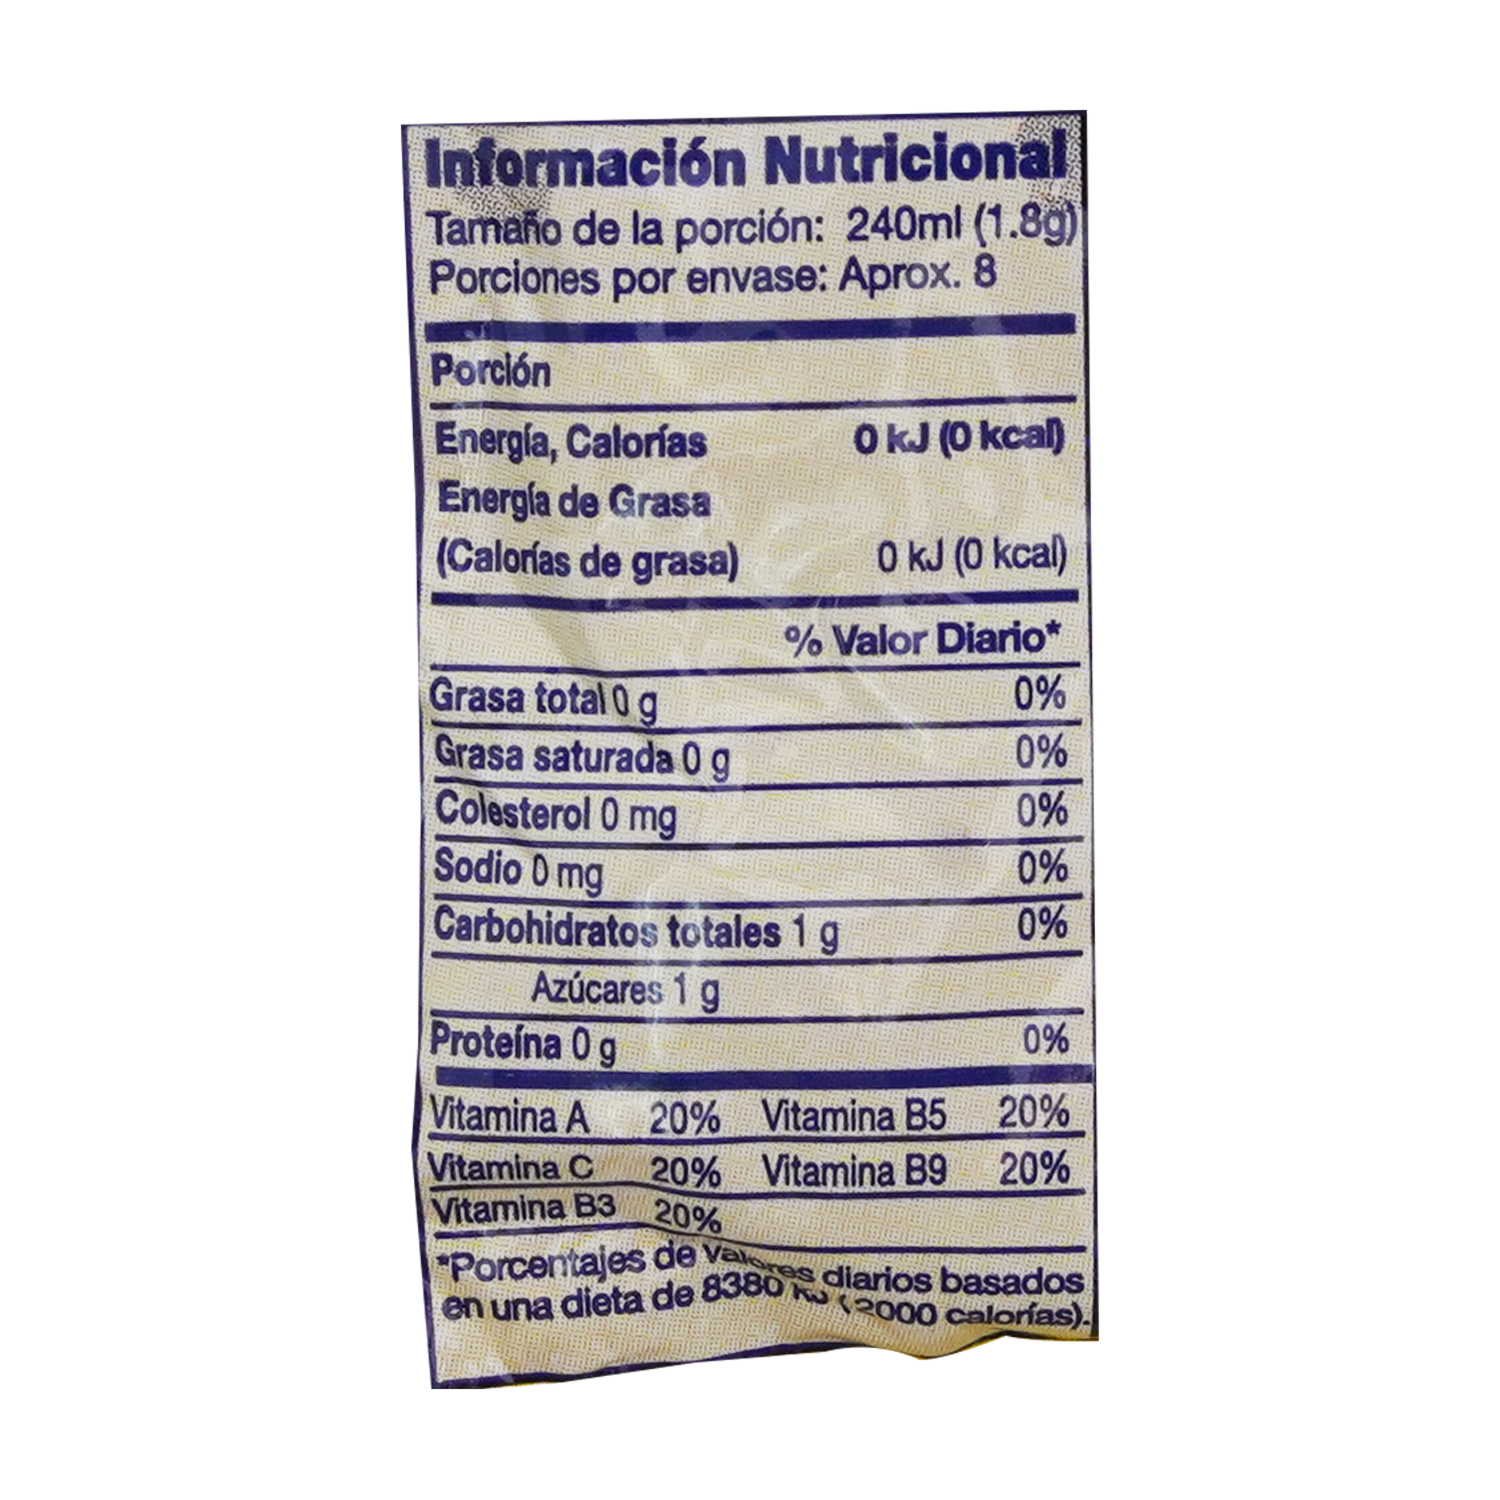 Información Nutricional
Tamaño de la porción: 240ml (1.8g)
Porciones por envase: Aprox. 8
Porción
Energía, Calorías 0 kJ (0 kcal)
Energía de Grasa
(Calorías de grasa) 0 kJ (0 kcal)
% Valor Diario*
Grasa total 0 g 0%
Grasa saturada 0 g 0%
Colesterol 0 mg 0%
Sodio 0 mg 0%
Carbohidratos totales 1 g 0%
Azúcares 1 g
Proteína 0 g 0%
Vitamina A 20% Vitamina B5 20%
Vitamina C 20% Vitamina B9 20%
Vitamina B3 20%
*Porcentajes de Valores diarios basados
en una dieta de 8380 kJ (2000 calorías).